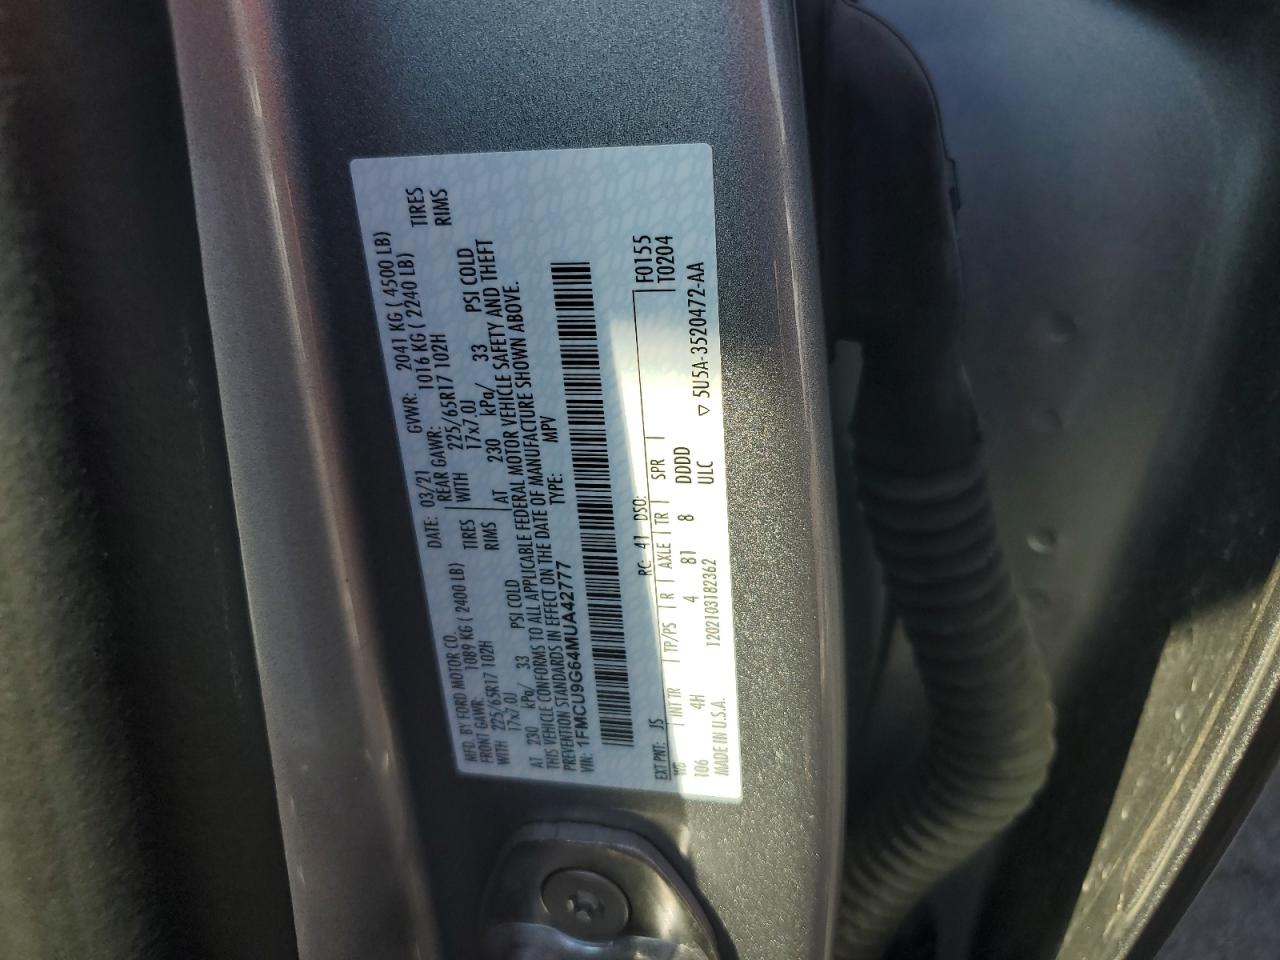 MFD. BY FORD MOTOR CO. DATE: 03/21 GVWR: 2041 KG ( 4500 LB)
FRONT GAWR: 1089 KG ( 2400 LB) REAR GAWR: 1016 KG ( 2240 LB)
WITH 225/65R17 102H TIRES WITH 225/65R17 102H TIRES
17x7.0J RIMS 17x7.0J RIMS
AT 230 kPa/ 33 PSI COLD AT 230 kPa/ 33 PSI COLD
THIS VEHICLE CONFORMS TO ALL APPLICABLE FEDERAL MOTOR VEHICLE SAFETY AND THEFT
PREVENTION STANDARDS IN EFFECT ON THE DATE OF MANUFACTURE SHOWN ABOVE.
VIN: 1FMCU9G64MUA42777 TYPE: MPV
EXT PNT: JS RC: 41 DSO: F0155
WB INT TR TP/PS R AXLE TR SPR T0204
106 4H 4 81 8 DDDD
MADE IN U.S.A. 1202103182362 ULC ▽ 5U5A-3520472-AA